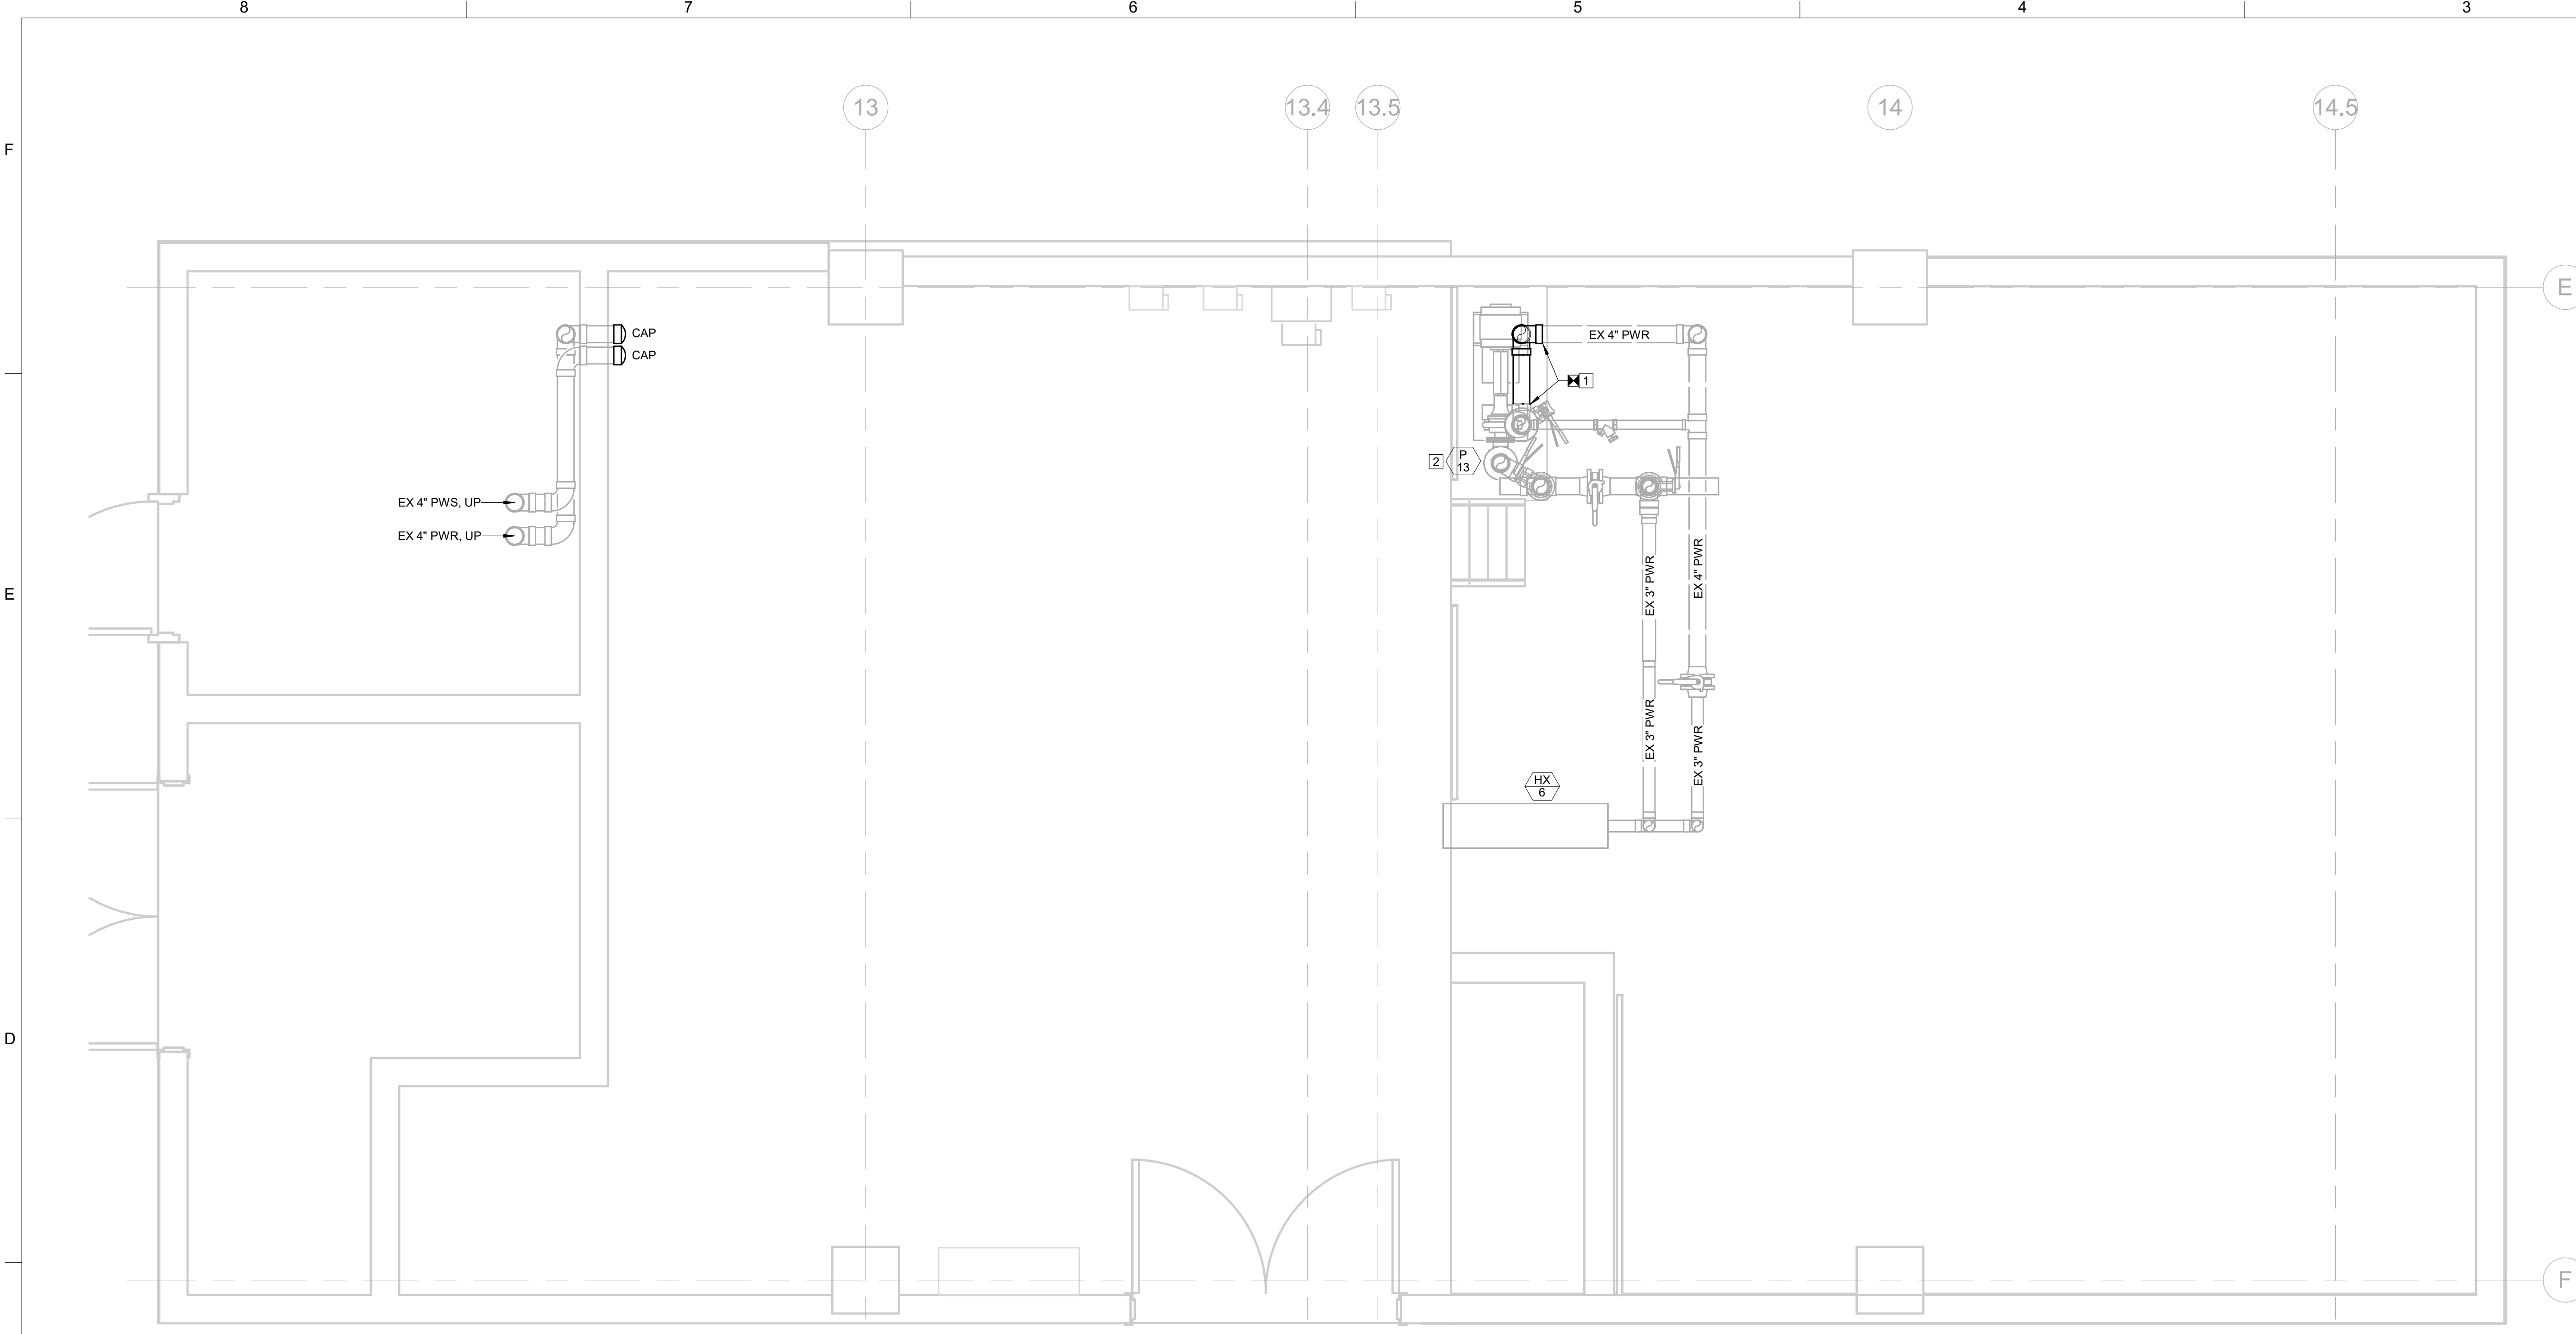 8
7
6
5
4
3
13
13.4
13.5
14
14.5
F
E
CAP
CAP
EX 4" PWR
1
2
P
13
EX 4" PWS, UP
EX 4" PWR, UP
EX 3" PWR
EX 4" PWR
E
EX 3" PWR
EX 3" PWR
HX
6
D
F